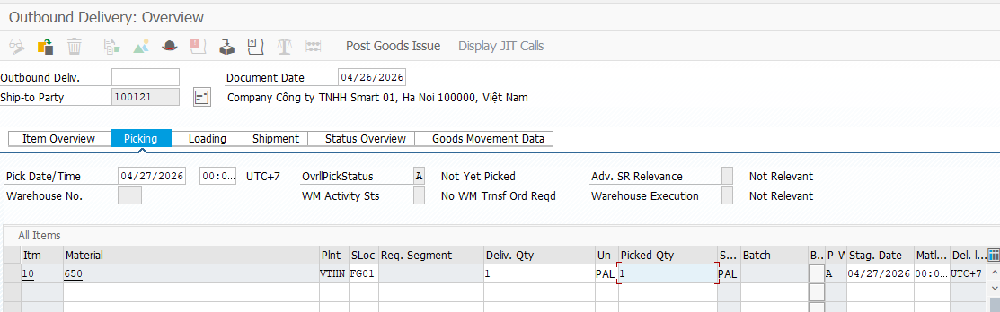 Outbound Delivery: Overview
Post Goods Issue Display JIT Calls
Outbound Deliv. Document Date 04/26/2026
Ship-to Party 100121 Company Công ty TNHH Smart 01, Ha Noi 100000, Việt Nam
Item Overview Picking Loading Shipment Status Overview Goods Movement Data
Pick Date/Time 04/27/2026 00:0... UTC+7 OvrllPickStatus A Not Yet Picked Adv. SR Relevance Not Relevant
Warehouse No. WM Activity Sts No WM Trnsf Ord Reqd Warehouse Execution Not Relevant
All Items
Itm Material Plnt SLoc Req. Segment Deliv. Qty Un Picked Qty S... Batch B.. P W Stag. Date Matl... Del. l...
10 650 VTHN FG01 1 PAL 1 PAL A 04/27/2026 00:0... UTC+7